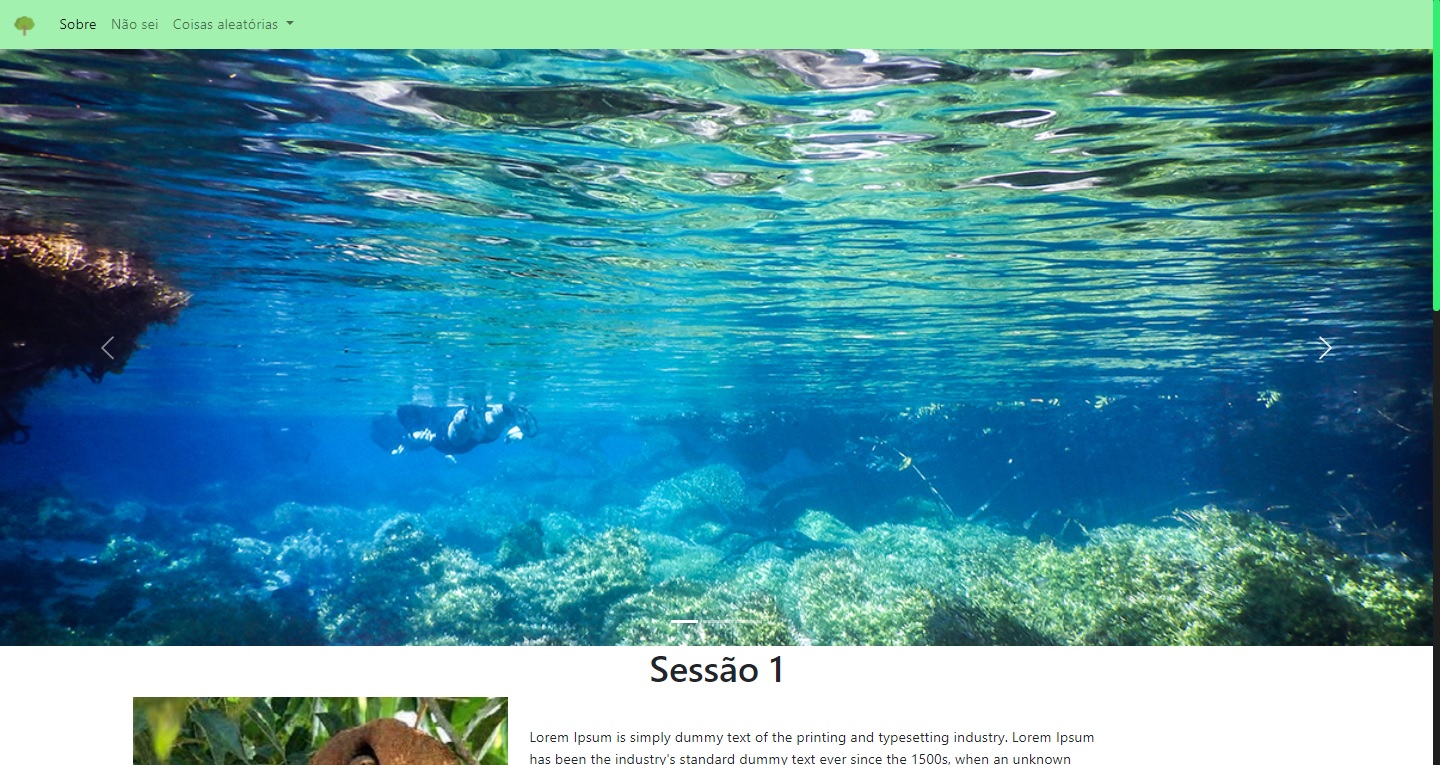 Sobre Não sei Coisas aleatórias
Sessão 1
Lorem Ipsum is simply dummy text of the printing and typesetting industry. Lorem Ipsum
has been the industry's standard dummy text ever since the 1500s, when an unknown